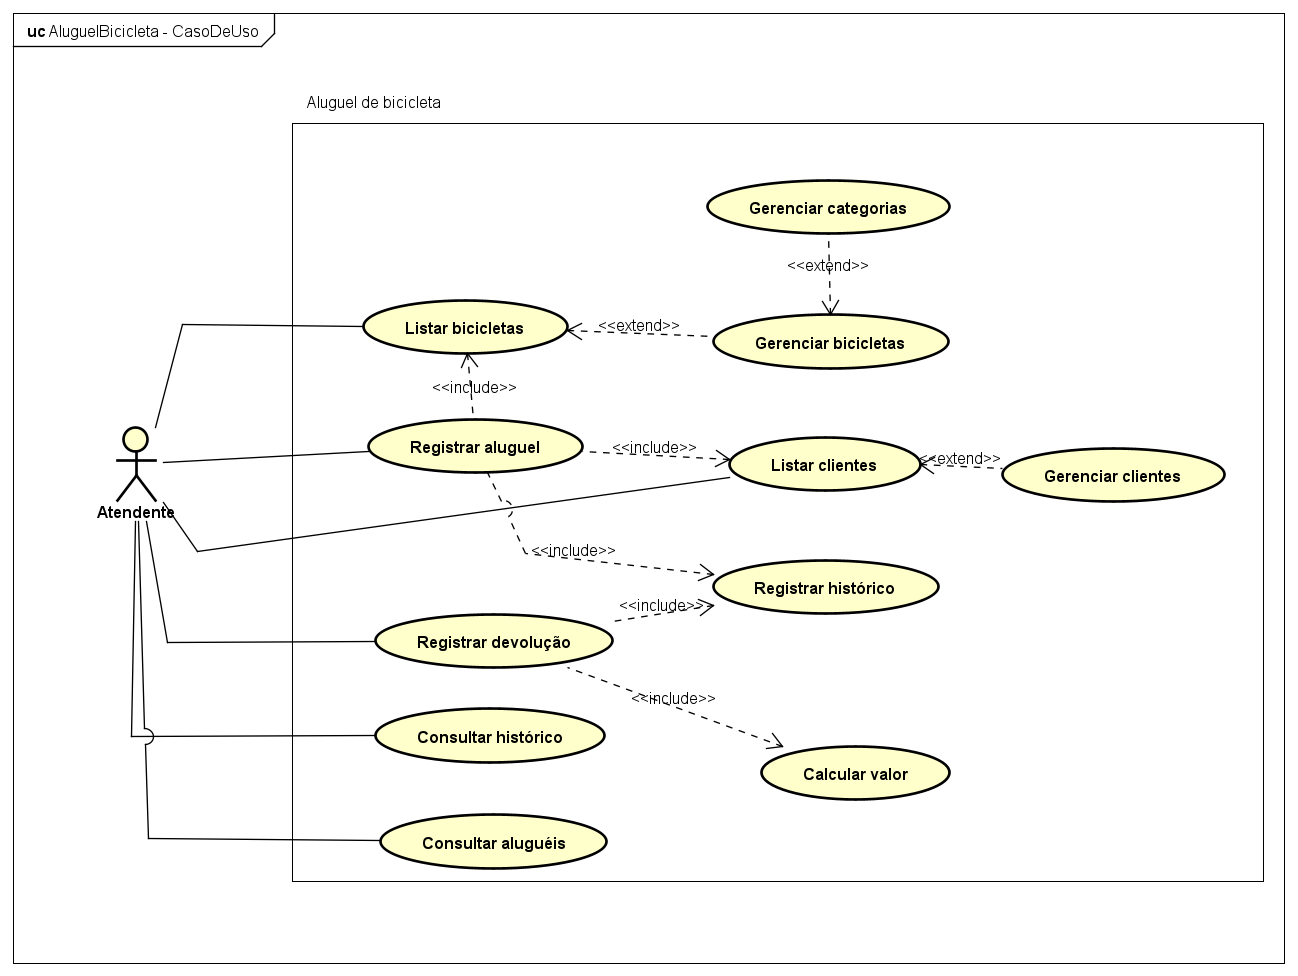 uc AluguelBicicleta - CasoDeUso
Aluguel de bicicleta
Gerenciar categorias
<<extend>>
Listar bicicletas
<<extend>>
Gerenciar bicicletas
<<include>>
Registrar aluguel
<<include>>
Listar clientes
<<extend>>
Gerenciar clientes
Atendente
<<include>>
Registrar histórico
<<include>>
Registrar devolução
<<include>>
Consultar histórico
Calcular valor
Consultar aluguéis